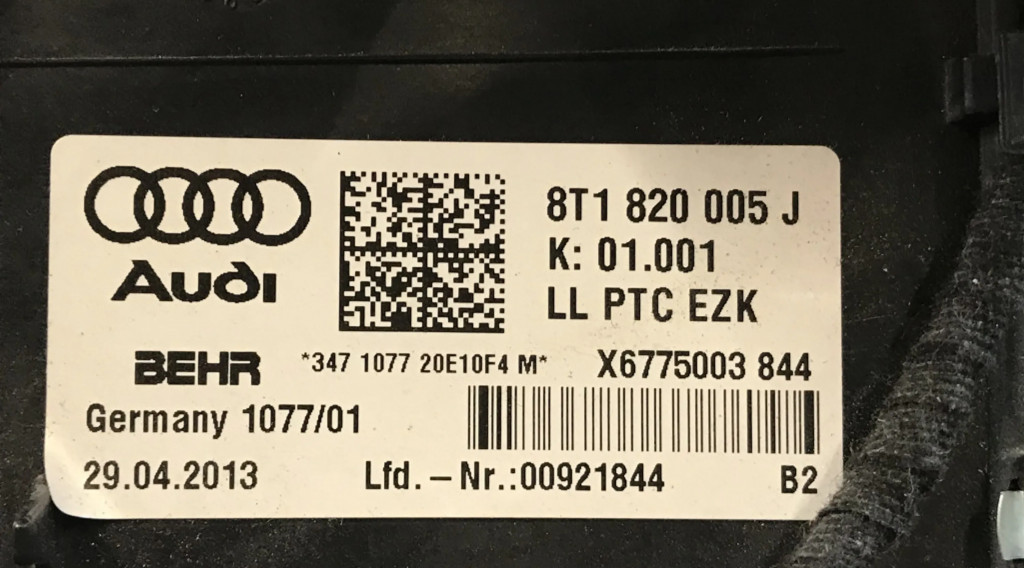 8T1 820 005 J
K: 01.001
Audi
LL PTC EZK
BEHR *347 1077 20E10F4 M* X6775003 844
Germany 1077/01
29.04.2013 Lfd.-Nr.:00921844 B2